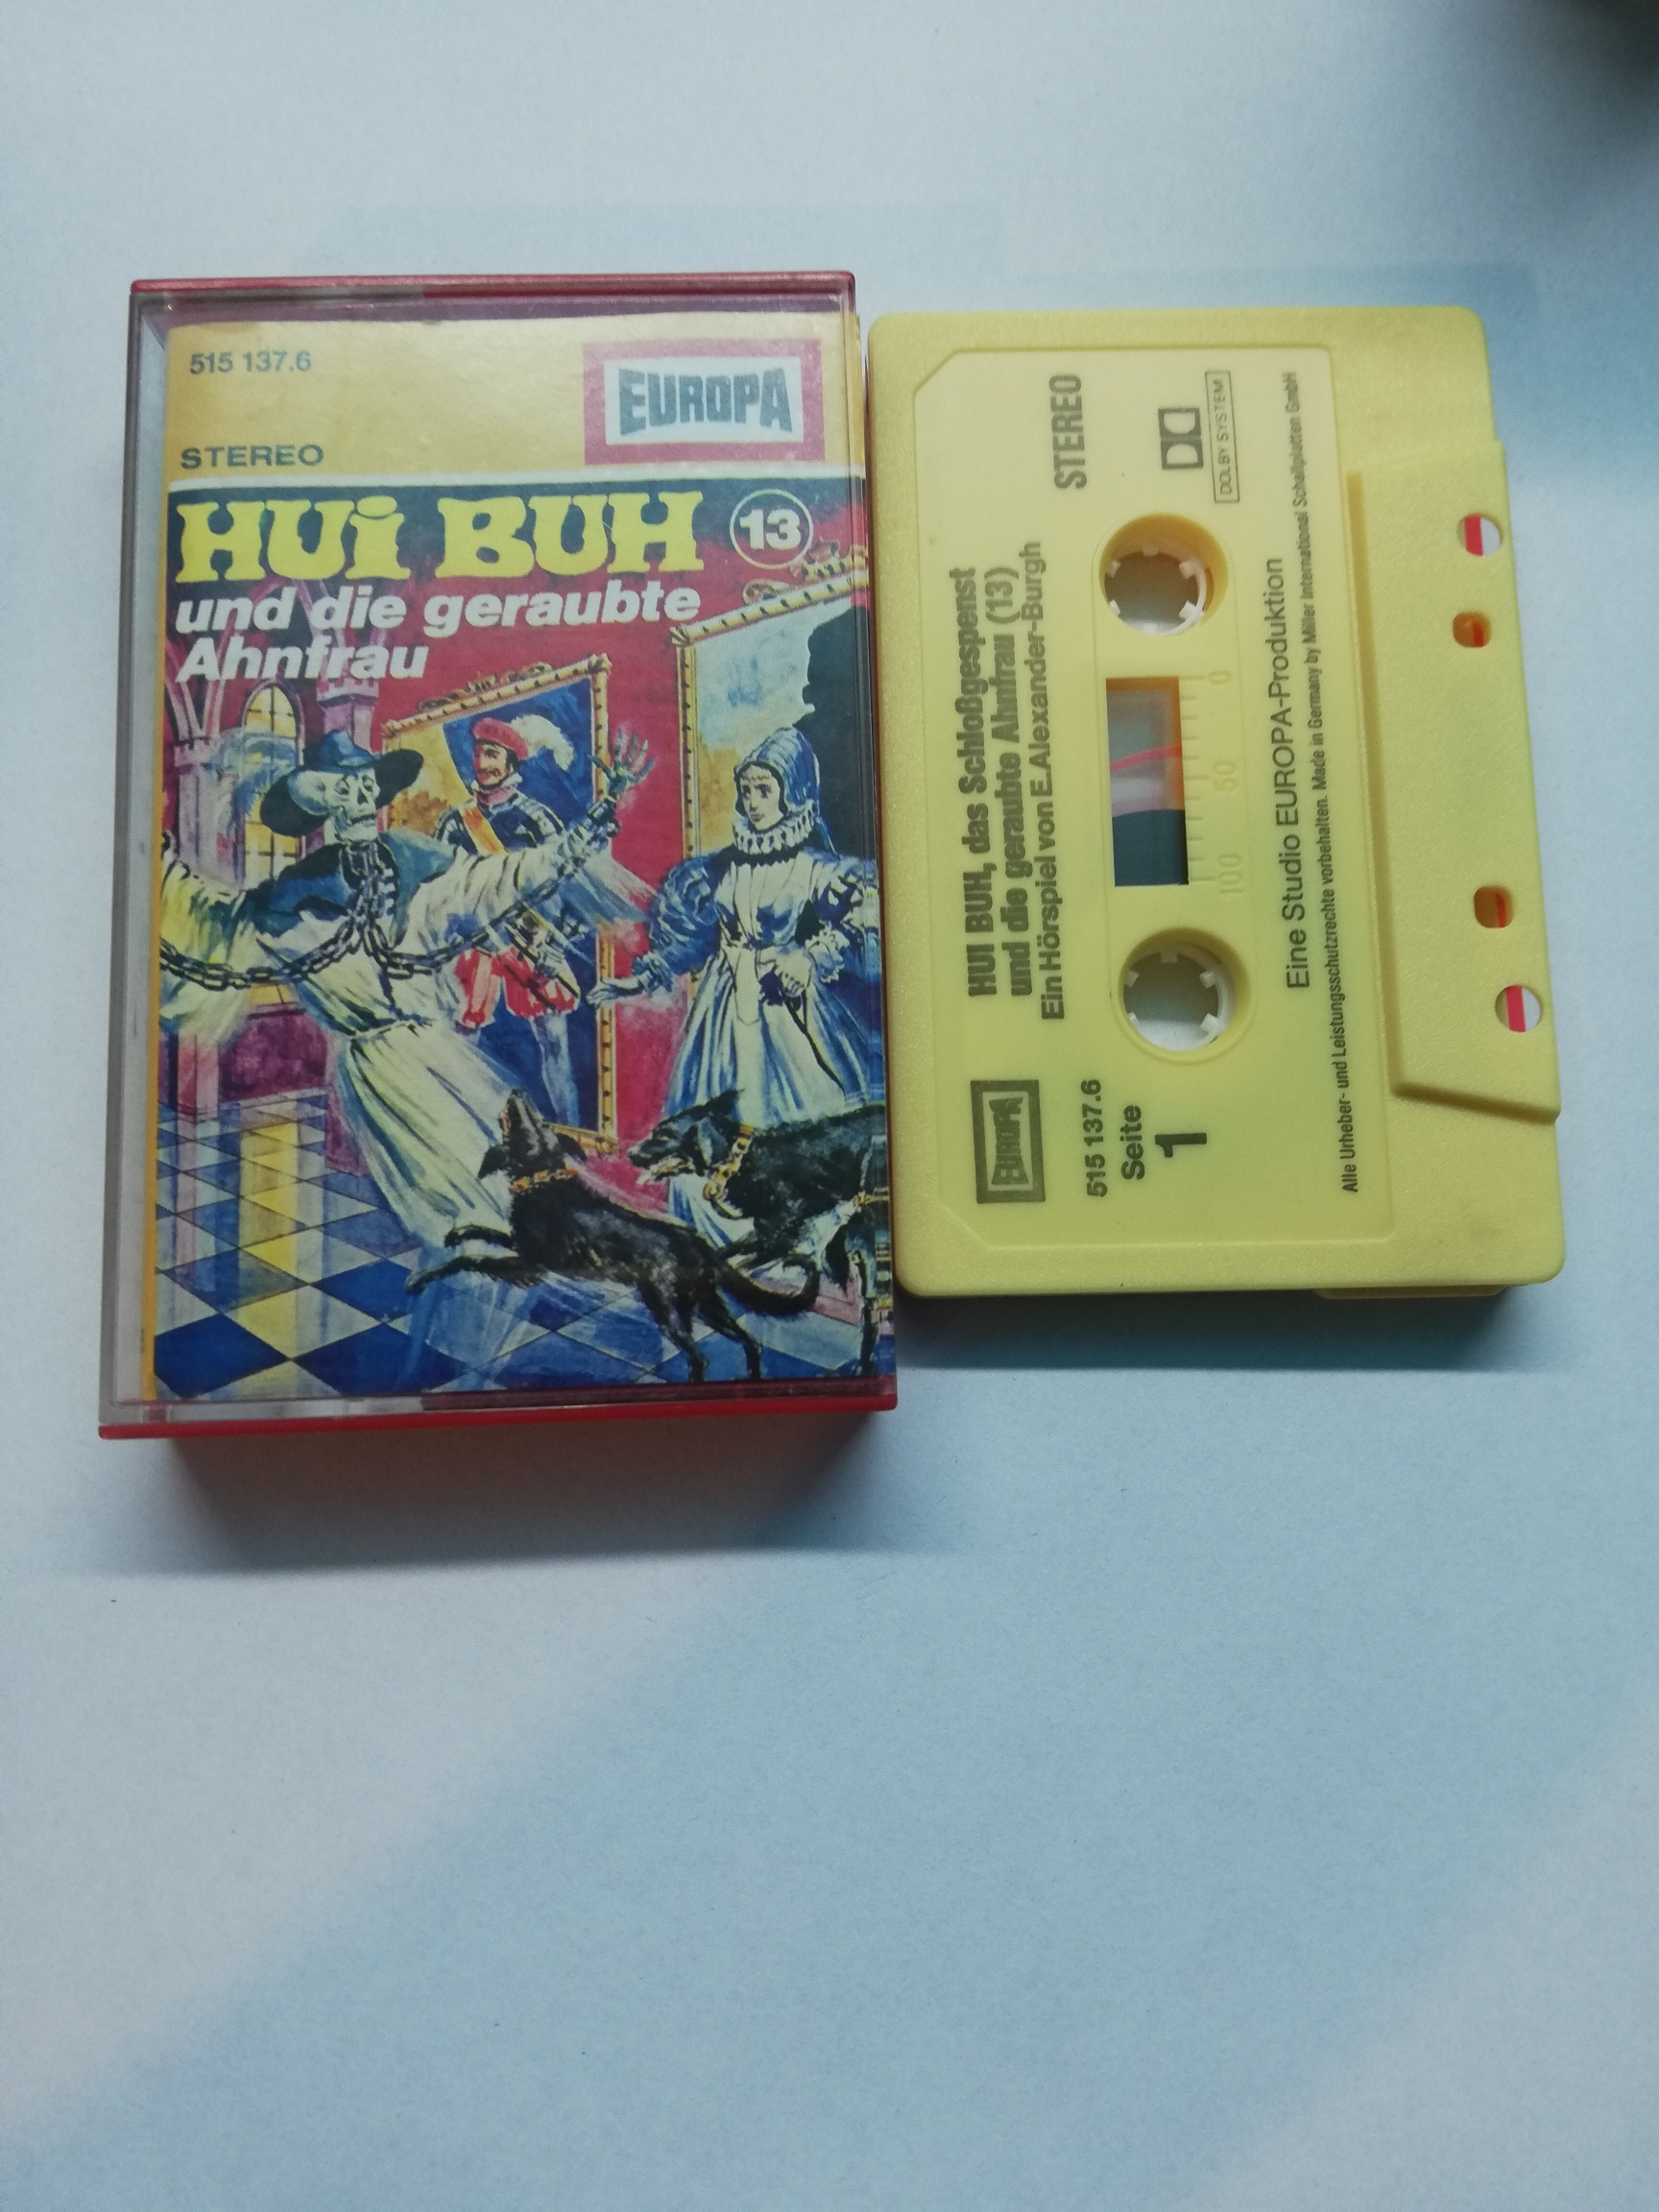 515 137.6
EUROPA
STEREO
HUi BUH 13
und die geraubte
Ahnfrau
EUROPA
515 137.6
Seite
1
HUI BUH, das Schloßgespenst
und die geraubte Ahnfrau (13)
Ein Hörspiel von E.Alexander-Burgh
STEREO
DOLBY SYSTEM
100 50 0
Eine Studio EUROPA-Produktion
Alle Urheber- und Leistungsschutzrechte vorbehalten. Made in Germany by Miller International Schallplatten GmbH